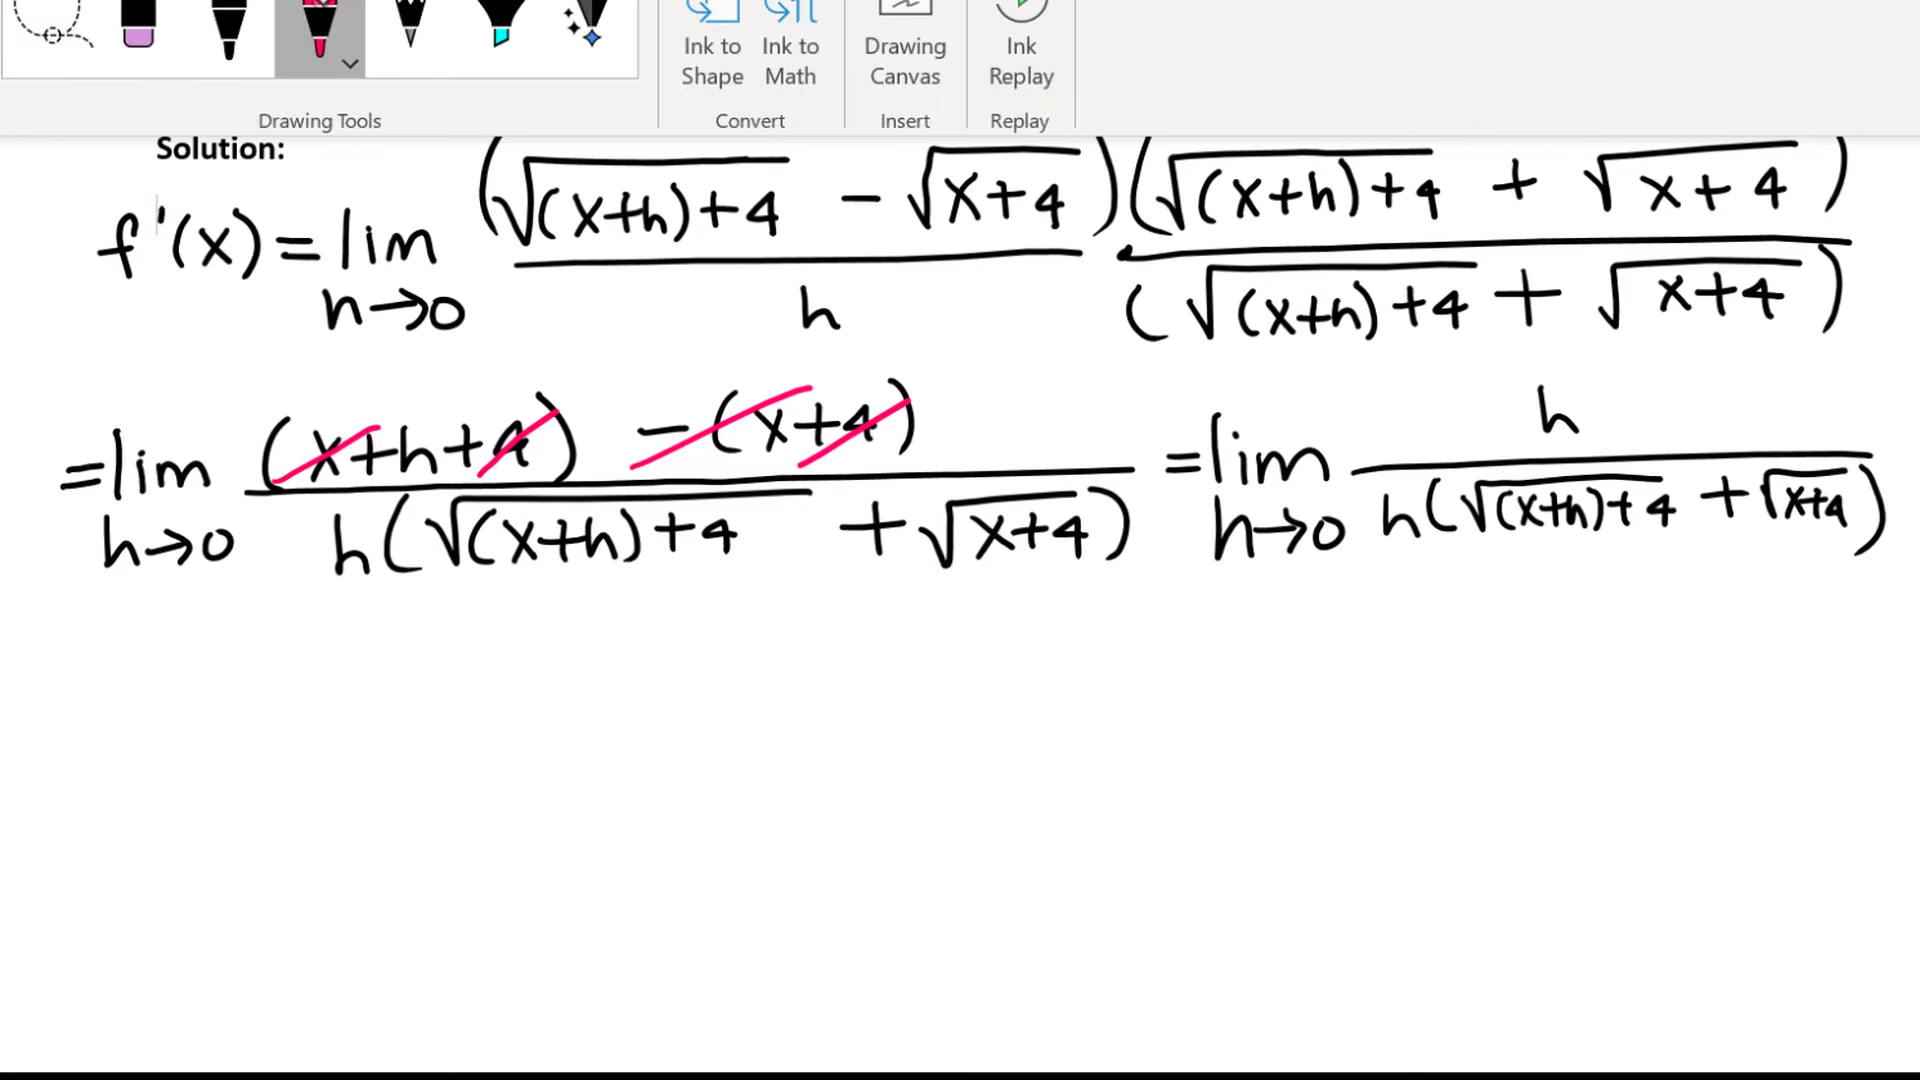 Ink to Shape
Ink to Math
Drawing Canvas
Ink Replay
Drawing Tools
Convert
Insert
Replay
Solution:
f'(x) = lim h→0 (√((x+h)+4) − √(x+4))/h · (√((x+h)+4) + √(x+4))/(√((x+h)+4) + √(x+4))
= lim h→0 ((x+h+4) − (x+4))/(h(√((x+h)+4) + √(x+4))) = lim h→0 h/(h(√((x+h)+4) + √(x+4)))